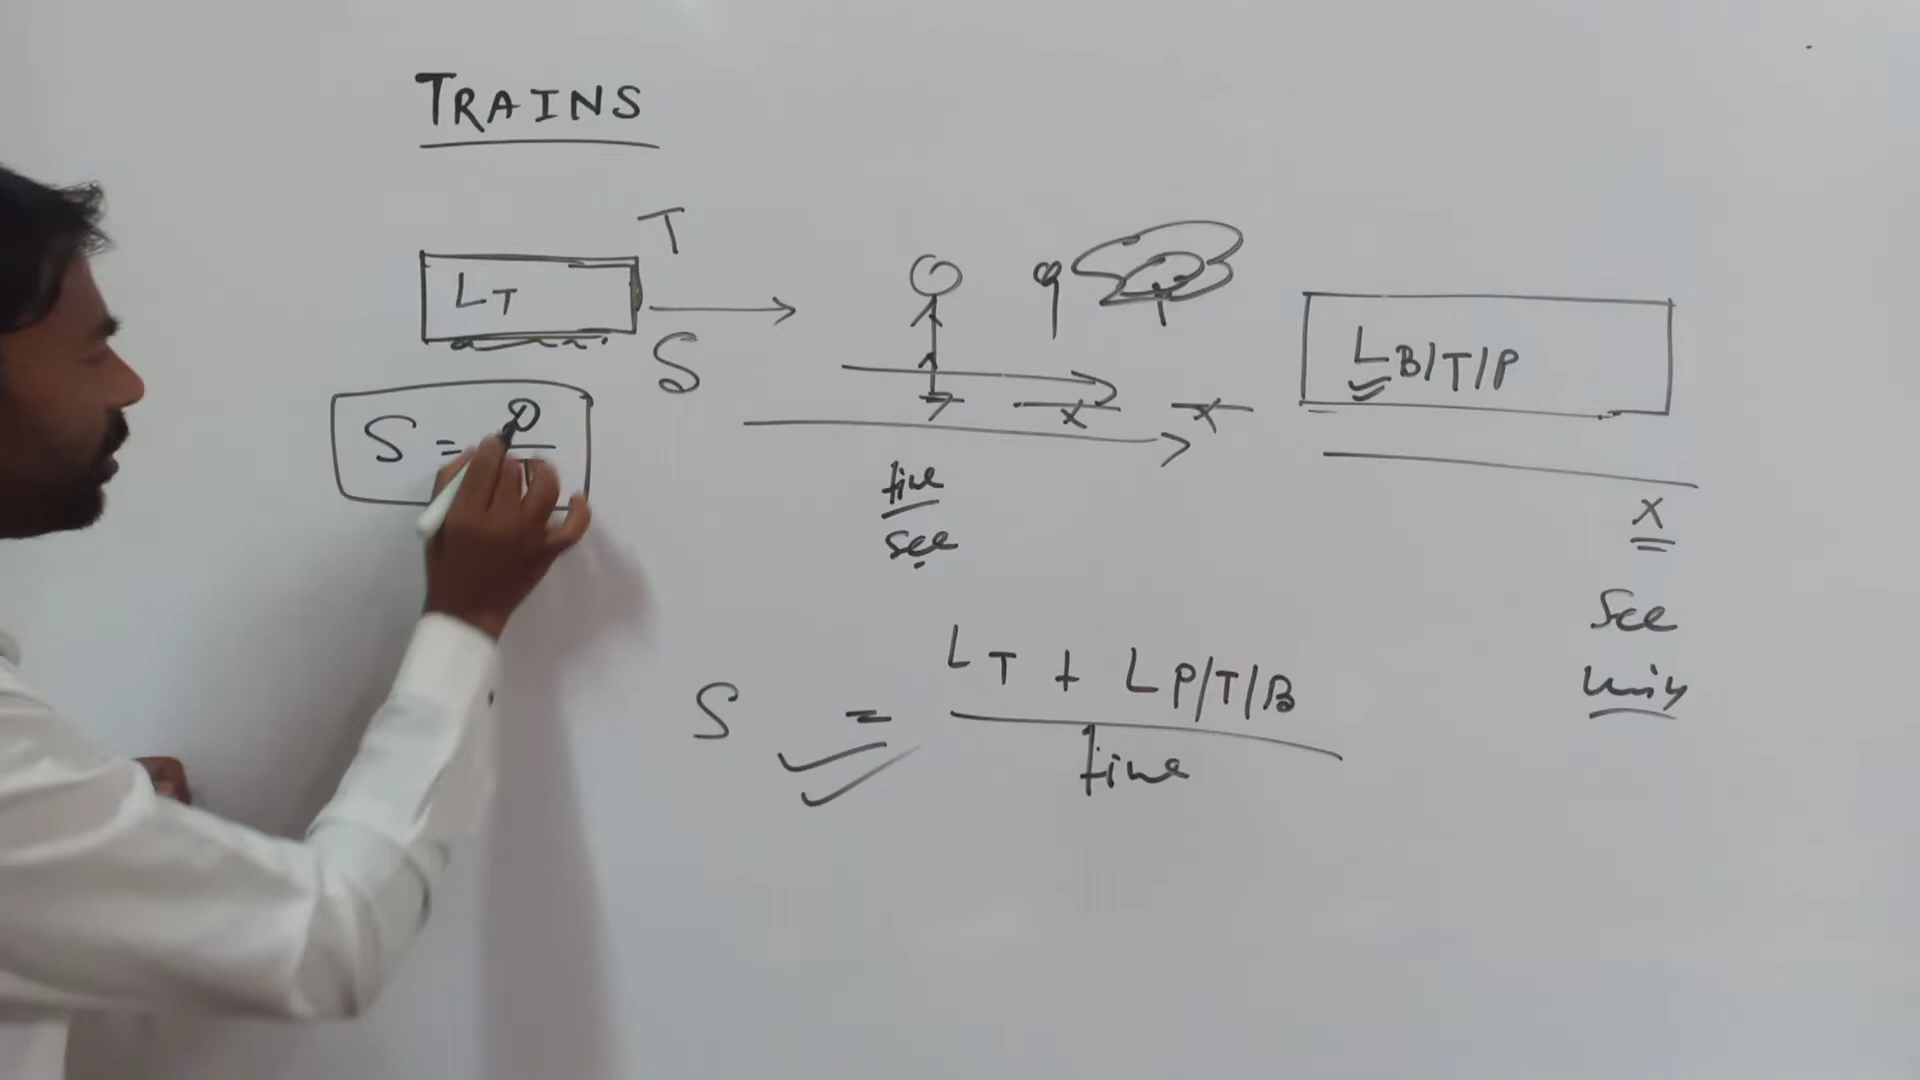 TRAINS
T
LT
S
LB/T/P
S = D
T
time
sec
x
x
x
sec
S = LT + LP/T/B
time